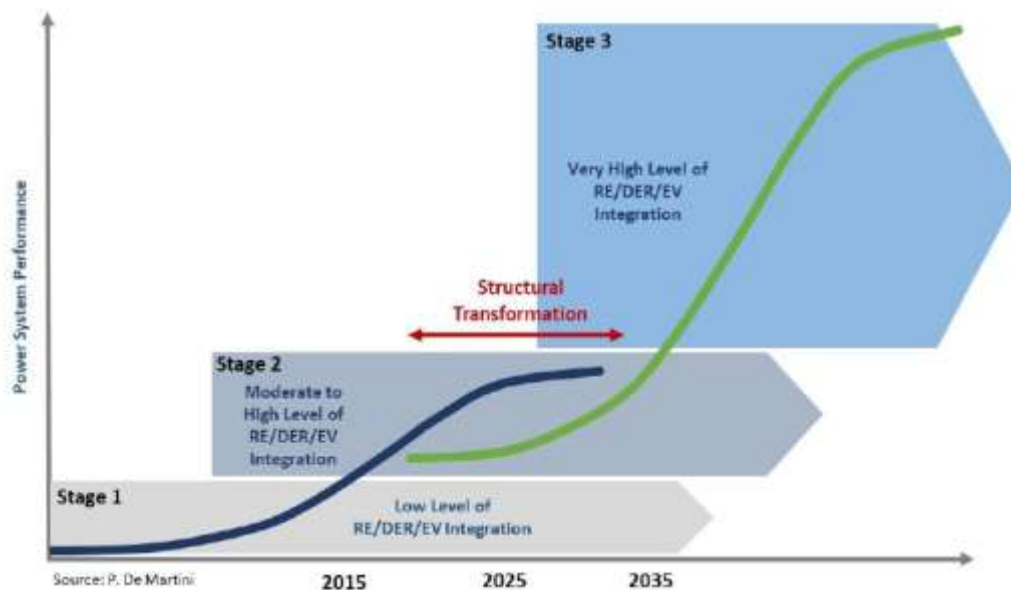 Power System Performance
Stage 3
Very High Level of
RE/DER/EV
Integration
Structural
Transformation
Stage 2
Moderate to
High Level of
RE/DER/EV
Integration
Stage 1
Low Level of
RE/DER/EV Integration
Source: P. De Martini
2015
2025
2035